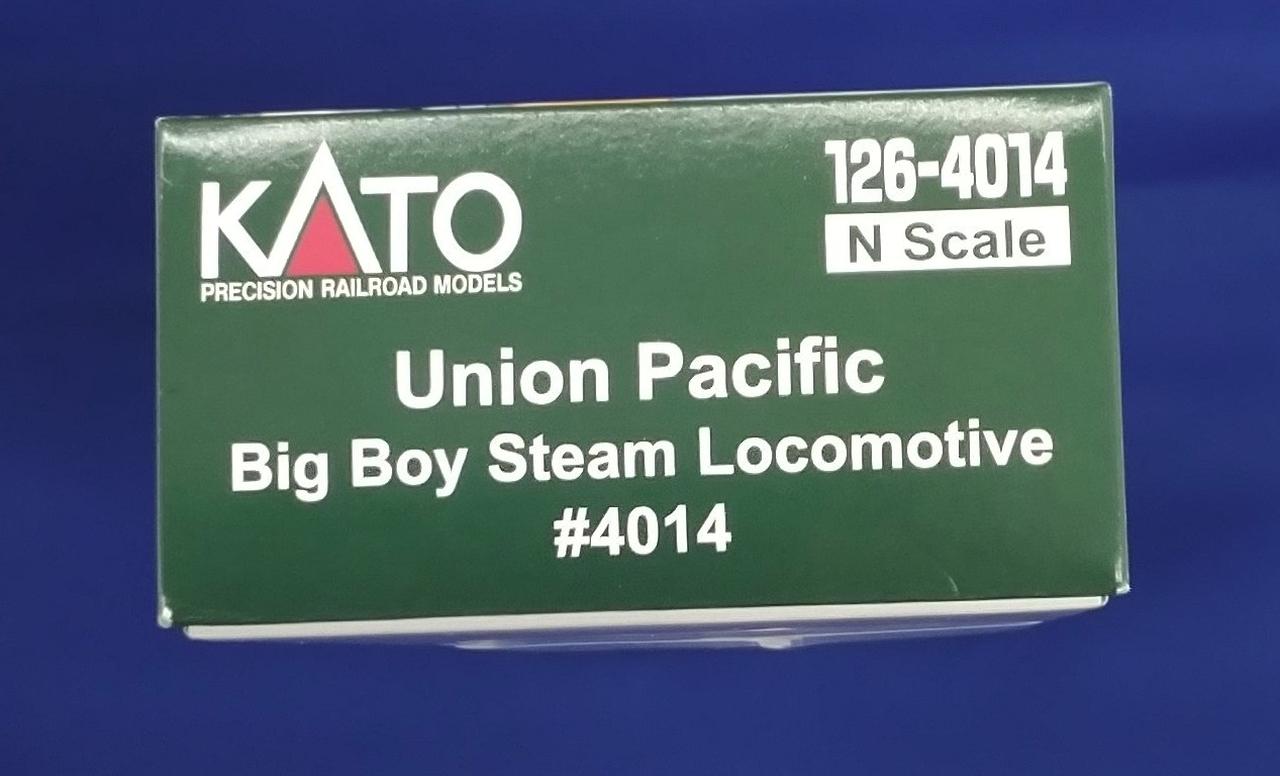 KATO
PRECISION RAILROAD MODELS
126-4014
N Scale
Union Pacific
Big Boy Steam Locomotive
#4014